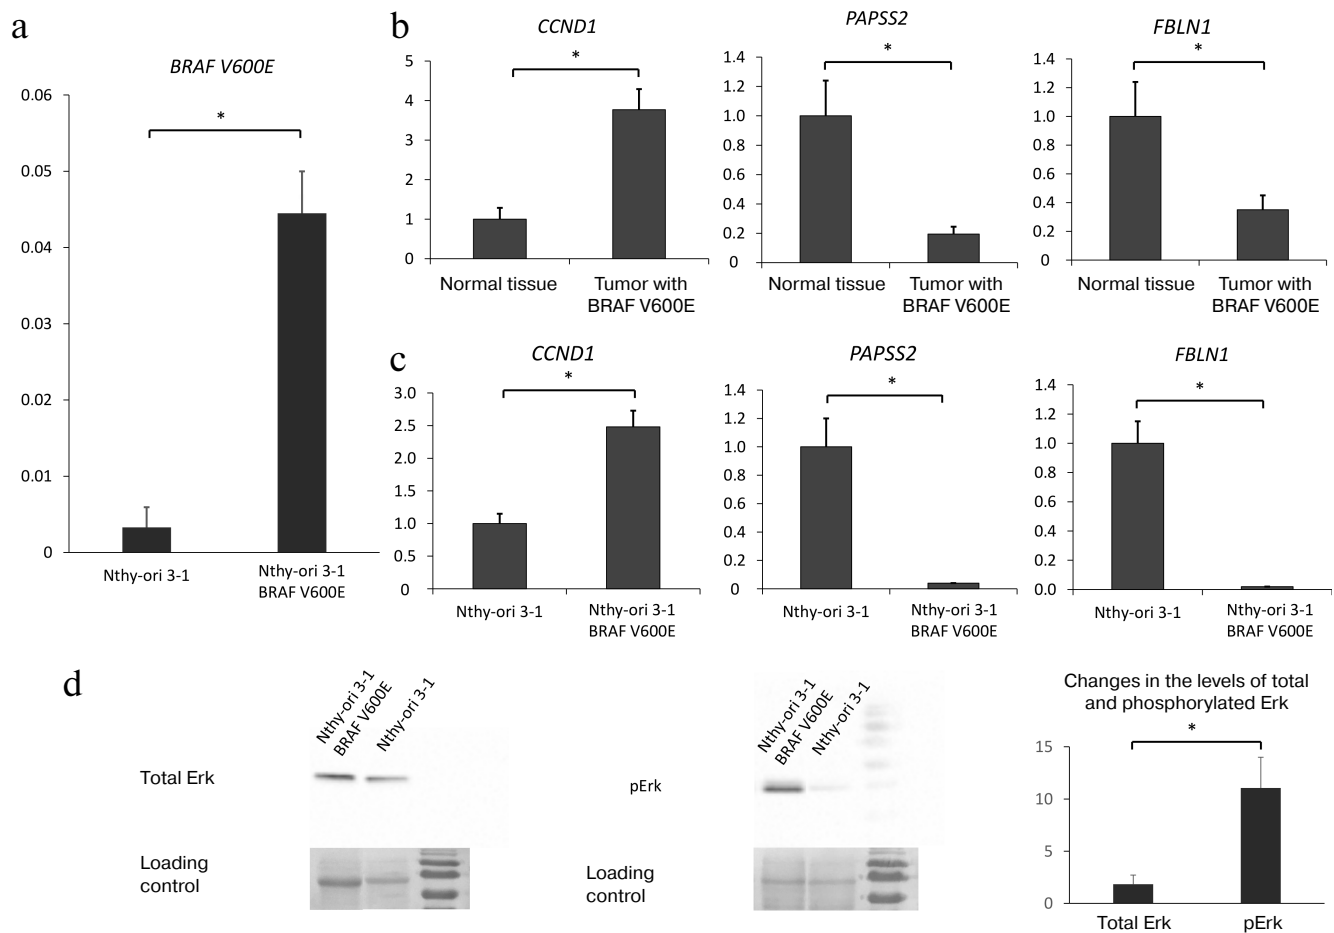 a
BRAF V600E
*
0.06
0.05
0.04
0.03
0.02
0.01
0
Nthy-ori 3-1
Nthy-ori 3-1
BRAF V600E
b
CCND1
*
5
4
3
2
1
0
Normal tissue
Tumor with
BRAF V600E
PAPSS2
*
1.4
1.2
1.0
0.8
0.6
0.4
0.2
0
Normal tissue
Tumor with
BRAF V600E
FBLN1
*
1.4
1.2
1.0
0.8
0.6
0.4
0.2
0
Normal tissue
Tumor with
BRAF V600E
c
CCND1
*
3.0
2.5
2.0
1.5
1.0
0.5
0
Nthy-ori 3-1
Nthy-ori 3-1
BRAF V600E
PAPSS2
*
1.4
1.2
1.0
0.8
0.6
0.4
0.2
0
Nthy-ori 3-1
Nthy-ori 3-1
BRAF V600E
FBLN1
*
1.4
1.2
1.0
0.8
0.6
0.4
0.2
0.0
Nthy-ori 3-1
Nthy-ori 3-1
BRAF V600E
d
Nthy-ori 3-1
BRAF V600E
Nthy-ori 3-1
Total Erk
Loading
control
Nthy-ori 3-1
BRAF V600E
Nthy-ori 3-1
pErk
Loading
control
Changes in the levels of total
and phosphorylated Erk
*
15
10
5
0
Total Erk
pErk